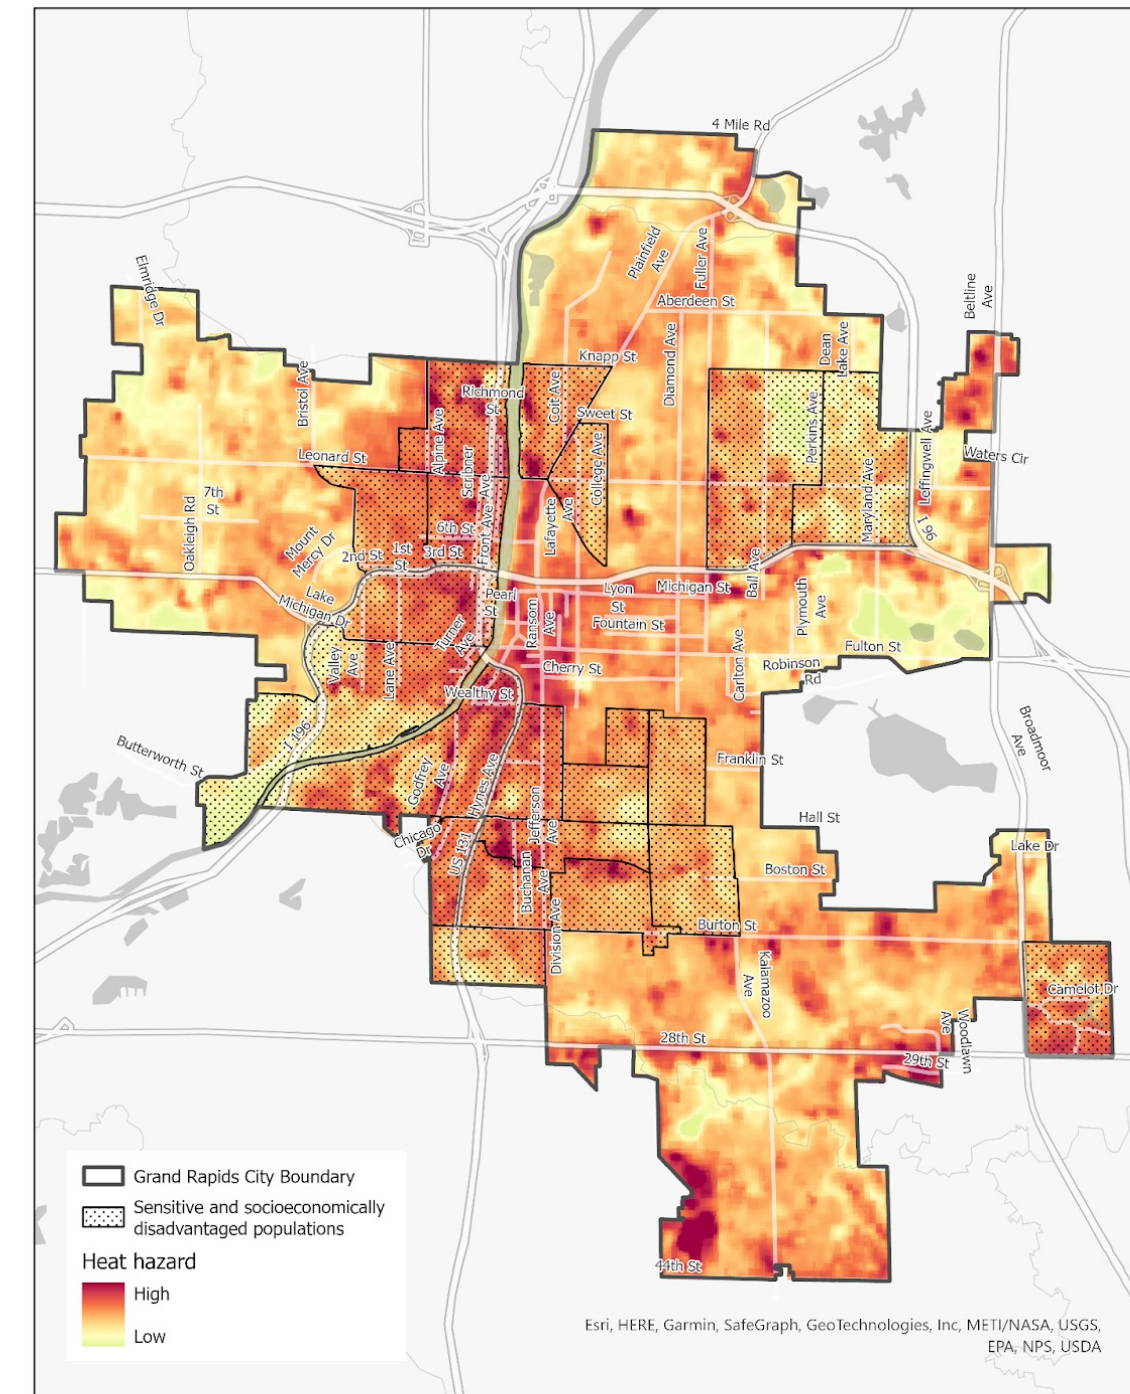 4 Mile Rd
Plainfield
Ave
Fuller Ave
Elmridge Dr
Beltline
Ave
Aberdeen St
Dean
Lake Ave
Knapp St
Diamond Ave
Bristol Ave
Richmond
St
Coit Ave
Sweet St
Perkins Ave
Alpine Ave
Leonard St
Scribner
College Ave
Maryland Ave
Leffingwell Ave
Waters Cir
Oakleigh Rd
7th
St
Front Ave
Ave
6th St
Lafayette
Ave
I 96
Mount
Mercy Dr
2nd St
1st
St
3rd St
Ball Ave
Michigan St
Lake
Michigan Dr
Pearl
St
Lyon
St
Plymouth
Ave
Ransom
Ave
Fountain St
Turner
Ave
Fulton St
Valley
Ave
Lane Ave
Cherry St
Carlton Ave
Robinson
Rd
Wealthy St
I 196
Butterworth St
Broadmoor
Ave
Godfrey
Ave
Hynes Ave
Franklin St
Jefferson
Ave
Hall St
Chicago
Dr
US 131
Lake Dr
Buchanan
Ave
Boston St
Division Ave
Burton St
Kalamazoo
Ave
Camelot Dr
Woodlawn
Ave
28th St
29th St
44th St
Grand Rapids City Boundary
Sensitive and socioeconomically
disadvantaged populations
Heat hazard
High
Low
Esri, HERE, Garmin, SafeGraph, GeoTechnologies, Inc, METI/NASA, USGS,
EPA, NPS, USDA